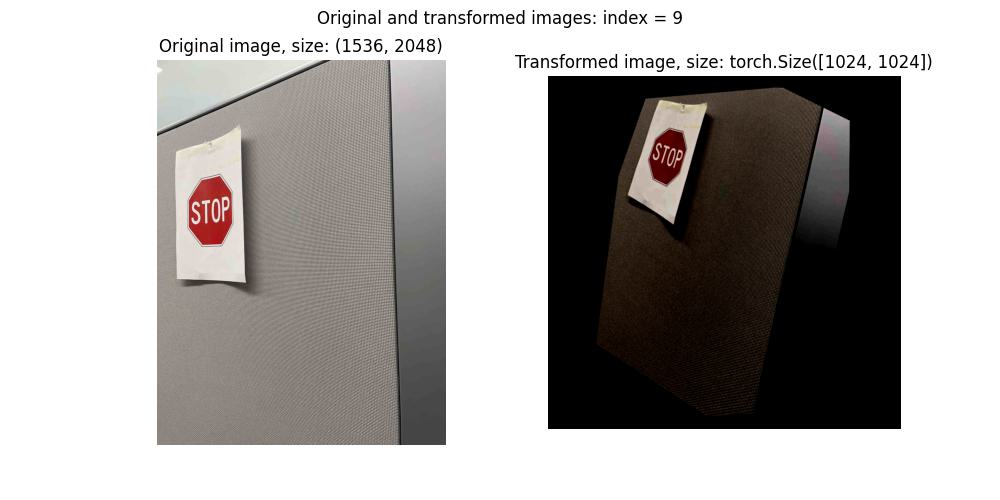 Original and transformed images: index = 9
Original image, size: (1536, 2048)
Transformed image, size: torch.Size([1024, 1024])
STOP
STOP